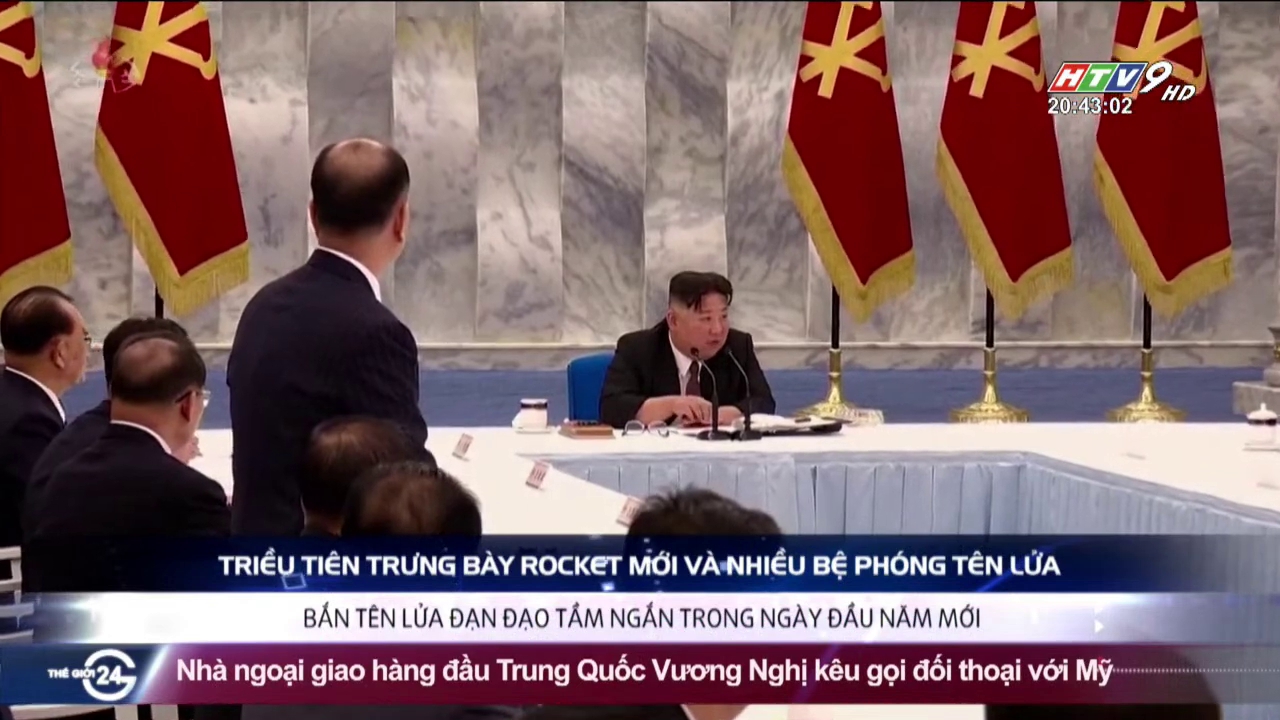 HTV9 HD
20:43:02
TRIỀU TIÊN TRƯNG BÀY ROCKET MỚI VÀ NHIỀU BỆ PHÓNG TÊN LỬA
BẮN TÊN LỬA ĐẠN ĐẠO TẦM NGẮN TRONG NGÀY ĐẦU NĂM MỚI
THẾ GIỚI 24G Nhà ngoại giao hàng đầu Trung Quốc Vương Nghị kêu gọi đối thoại với Mỹ